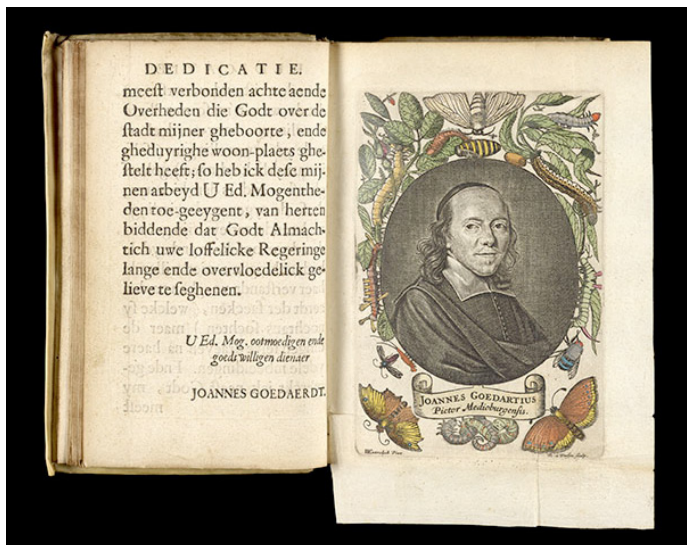 DEDICATIE.
meeſt verbonden achte aende
Overheden die Godt over de
ſtadt mijner gheboorte, ende
gheduyrighe woon-plaets ghe-
ſtelt heeft; ſo heb ick deſe mij-
nen arbeyd U Ed. Mogenthe-
den toe-geeygent, van herten
biddende dat Godt Almach-
tich uwe loffelicke Regeringe
lange ende overvloedelick ge-
lieve te ſeghenen.
U Ed. Mog. ootmoedigen ende
goedtwilligen dienaer
JOANNES GOEDAERDT.
JOANNES GOEDARTIUS
Pictor Medioburgenſis.